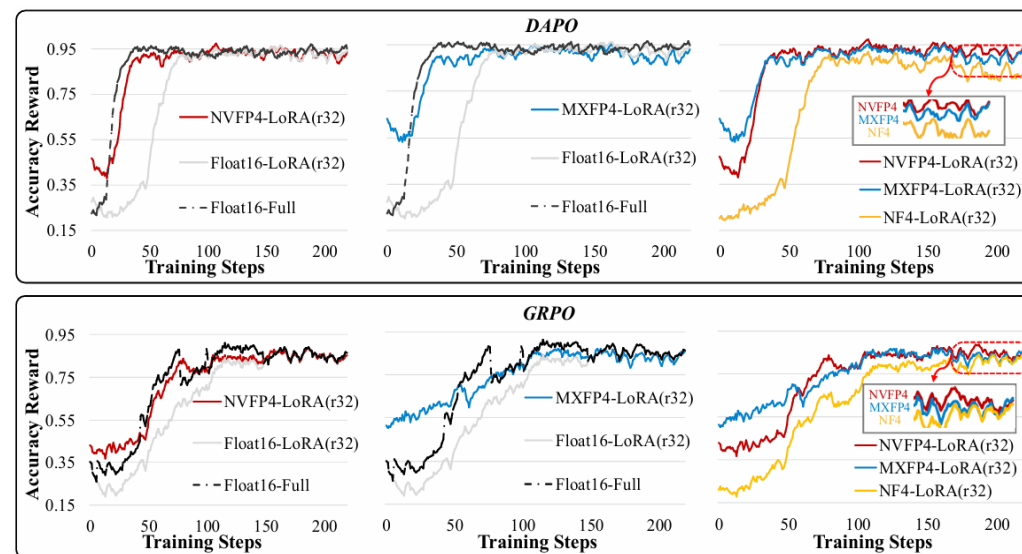 DAPO
Accuracy Reward
0.95
0.75
0.55
0.35
0.15
NVFP4-LoRA(r32)
Float16-LORA(r32)
Float16-Full
0 50 100 150 200
Training Steps
MXFP4-LORA(r32)
Float16-LORA(r32)
Float16-Full
0 50 100 150 200
Training Steps
NVFP4
MXFP4
NF4
NVFP4-LoRA(r32)
MXFP4-LoRA(r32)
NF4-LoRA(r32)
0 50 100 150 200
Training Steps
GRPO
Accuracy Reward
0.95
0.75
0.55
0.35
0.15
NVFP4-LoRA(r32)
Float16-LORA(r32)
Float16-Full
0 50 100 150 200
Training Steps
MXFP4-LORA(r32)
Float16-LORA(r32)
Float16-Full
0 50 100 150 200
Training Steps
NVFP4
MXFP4
NF4
NVFP4-LoRA(r32)
MXFP4-LoRA(r32)
NF4-LoRA(r32)
0 50 100 150 200
Training Steps